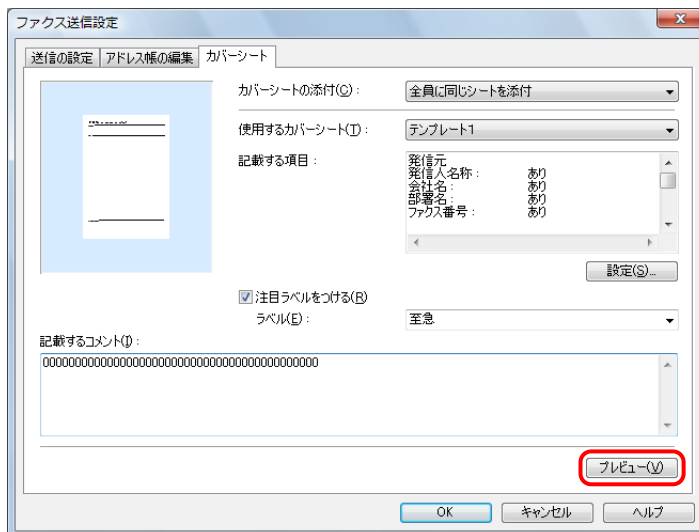 ファクス送信設定
送信の設定 アドレス帳の編集 カバーシート
カバーシートの添付(C): 全員に同じシートを添付
使用するカバーシート(T): テンプレート1
記載する項目: 発信元
発信人名称: あり
会社名: あり
部署名: あり
ファクス番号: あり
設定(S)...
注目ラベルをつける(R)
ラベル(E): 至急
記載するコメント(I):
000000000000000000000000000000000000000000
プレビュー(V)
OK キャンセル ヘルプ